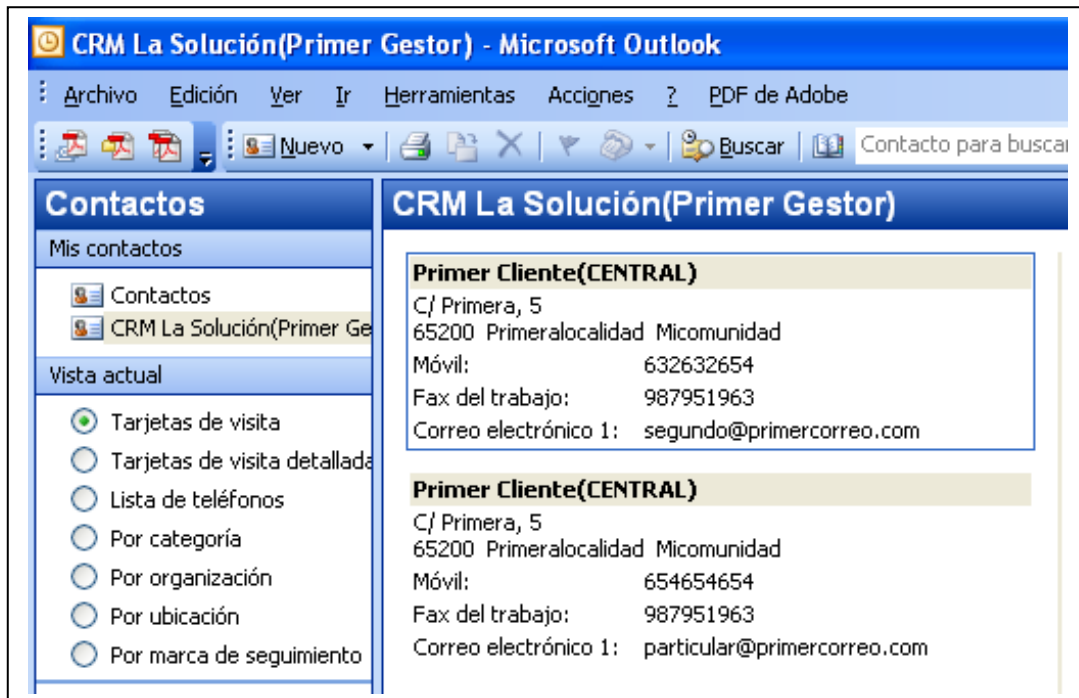 CRM La Solución(Primer Gestor) - Microsoft Outlook
Archivo Edición Ver Ir Herramientas Acciones ? PDF de Adobe
Nuevo Buscar Contacto para buscar
Contactos
Mis contactos
Contactos
CRM La Solución(Primer Ge
Vista actual
Tarjetas de visita
Tarjetas de visita detallada
Lista de teléfonos
Por categoría
Por organización
Por ubicación
Por marca de seguimiento
CRM La Solución(Primer Gestor)
Primer Cliente(CENTRAL)
C/ Primera, 5
65200 Primeralocalidad Micomunidad
Móvil: 632632654
Fax del trabajo: 987951963
Correo electrónico 1: segundo@primercorreo.com
Primer Cliente(CENTRAL)
C/ Primera, 5
65200 Primeralocalidad Micomunidad
Móvil: 654654654
Fax del trabajo: 987951963
Correo electrónico 1: particular@primercorreo.com